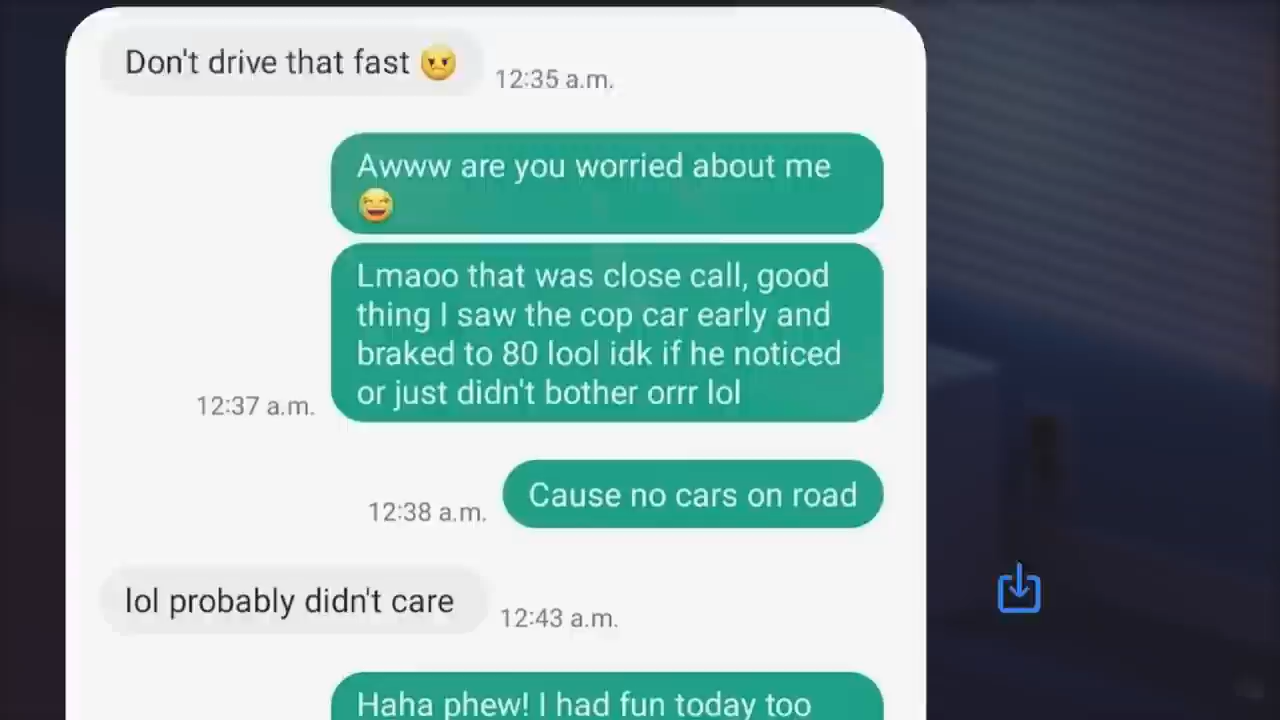 Don't drive that fast 😠
12:35 a.m.
Awww are you worried about me
😆
Lmaoo that was close call, good
thing I saw the cop car early and
braked to 80 lool idk if he noticed
or just didn't bother orrr lol
12:37 a.m.
Cause no cars on road
12:38 a.m.
lol probably didn't care
12:43 a.m.
Haha phew! I had fun today too